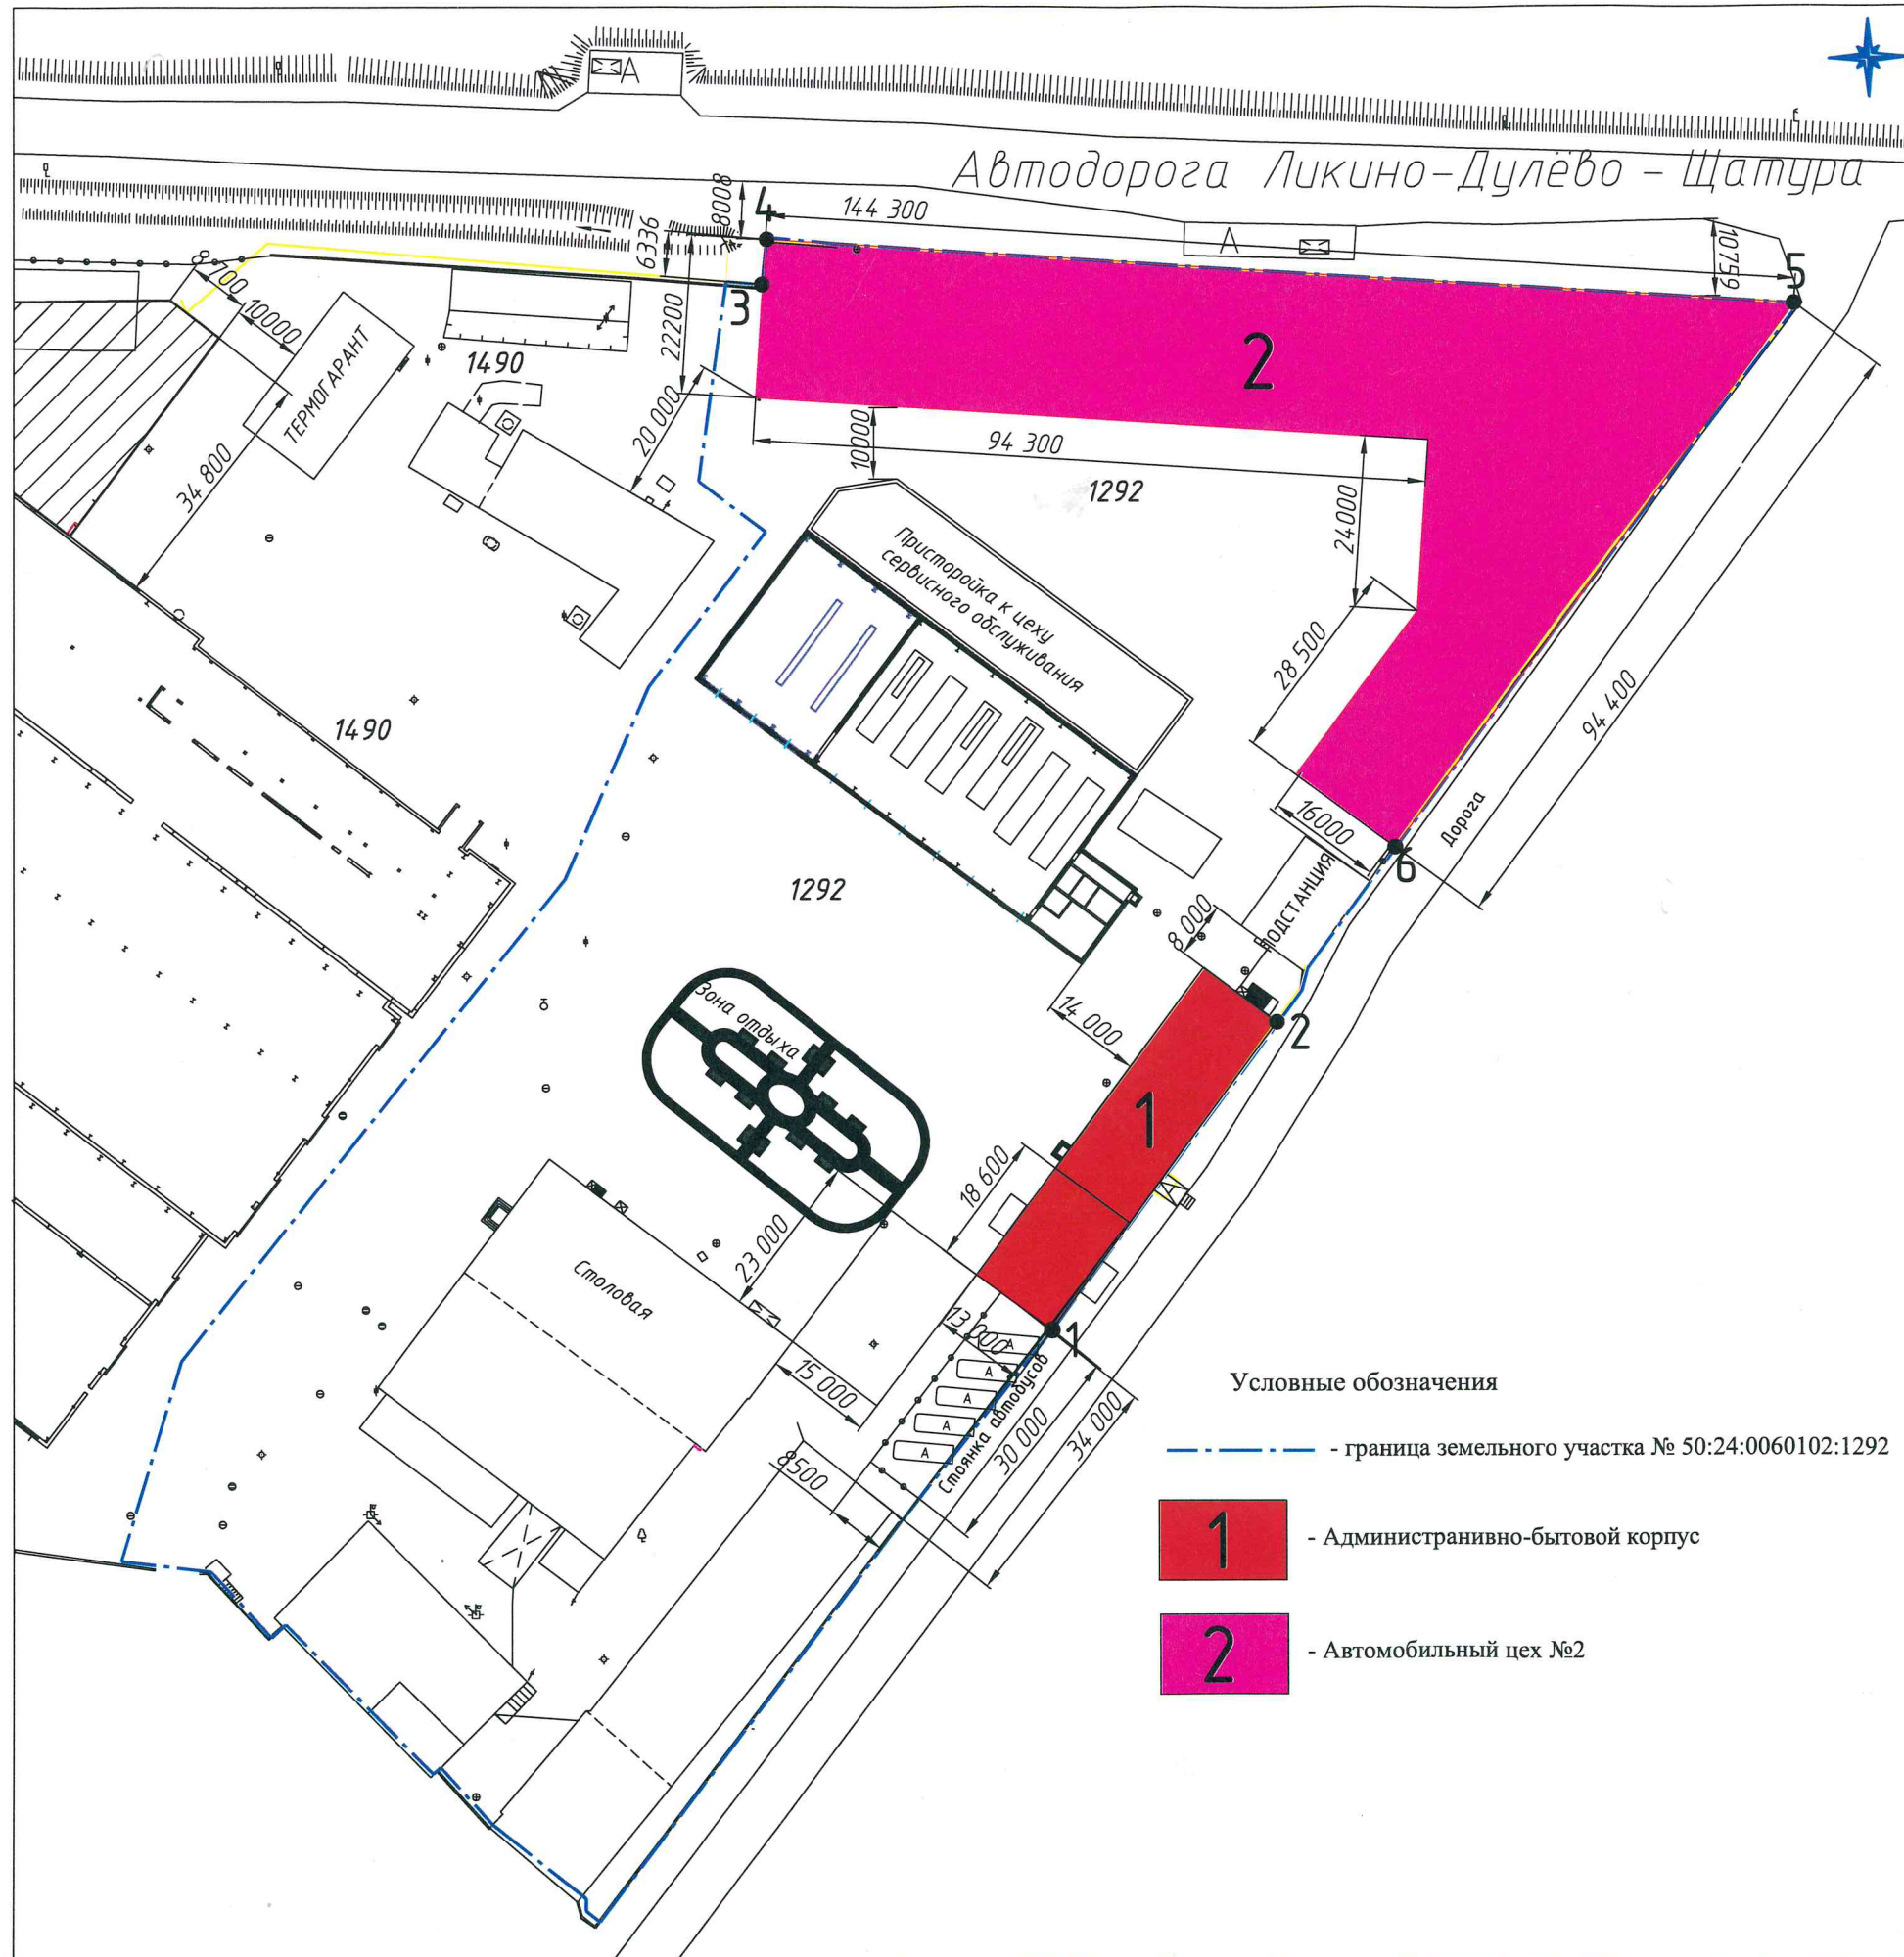 А
Автодорога Ликино-Дулёво - Щатура
8008
4
144 300
6336
А
10759
5
8 700
3
10000
22200
2
ТЕРМОГАРАНТ
1490
20 000
10000
94 300
34 800
1292
24000
Присторойка к цеху
сервисного обслуживания
28 500
94 400
1490
16000
Дорога
6
1292
ПОДСТАНЦИЯ
8 000
Зона отдыха
14 000
2
1
18 600
А
23 000
Столовая
13 000
1
А
А
А
А
А
15 000
Стоянка автобусов
30 000
34 000
8500
Условные обозначения
- граница земельного участка № 50:24:0060102:1292
1
- Администранивно-бытовой корпус
2
- Автомобильный цех №2